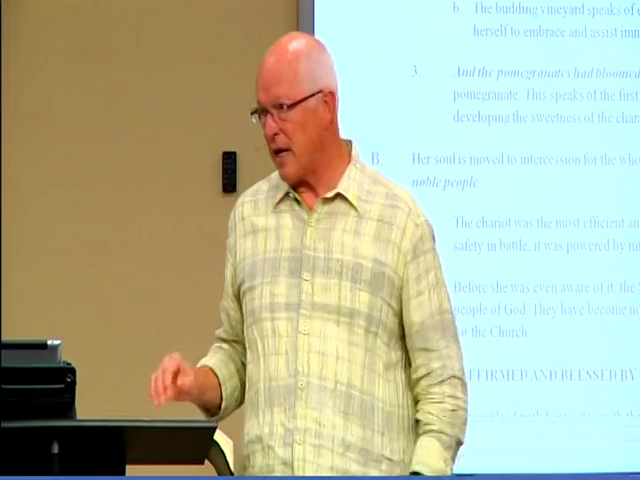 b. The budding vineyard speaks of
herself to embrace and assist imm
3. And the pomegranates had bloomed
pomegranate. This speaks of the first
developing the sweetness of the char
B. Her soul is moved to intercession for the who
noble people
The chariot was the most efficient an
safety in battle, it was powered by
Before she was even aware of it, the
people of God. They have become
or the Church.
FFIRMED AND BLESSED BY